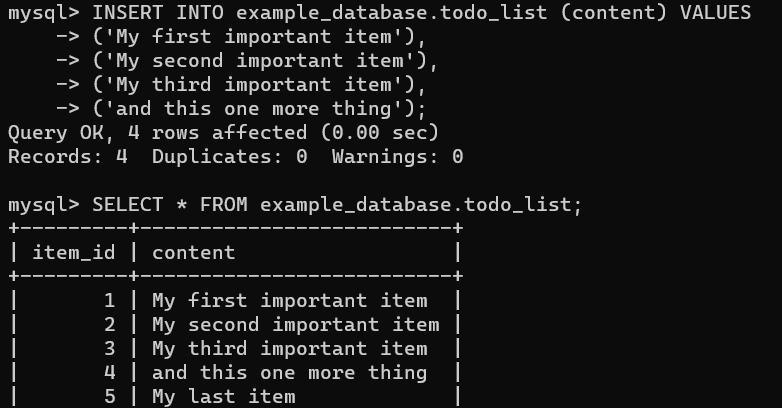 mysql> INSERT INTO example_database.todo_list (content) VALUES
    -> ('My first important item'),
    -> ('My second important item'),
    -> ('My third important item'),
    -> ('and this one more thing');
Query OK, 4 rows affected (0.00 sec)
Records: 4  Duplicates: 0  Warnings: 0

mysql> SELECT * FROM example_database.todo_list;
+---------+--------------------------+
| item_id | content                  |
+---------+--------------------------+
|       1 | My first important item  |
|       2 | My second important item |
|       3 | My third important item  |
|       4 | and this one more thing  |
|       5 | My last item             |